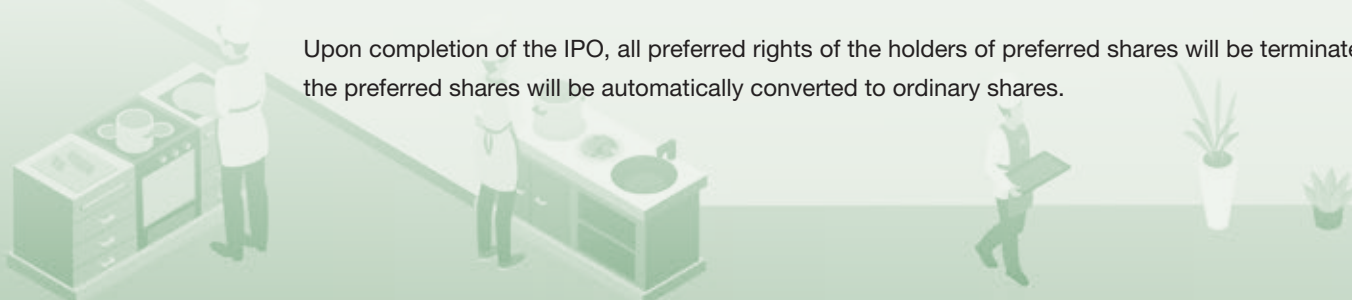 Upon completion of the IPO, all preferred rights of the holders of preferred shares will be
the preferred shares will be automatically converted to ordinary shares.